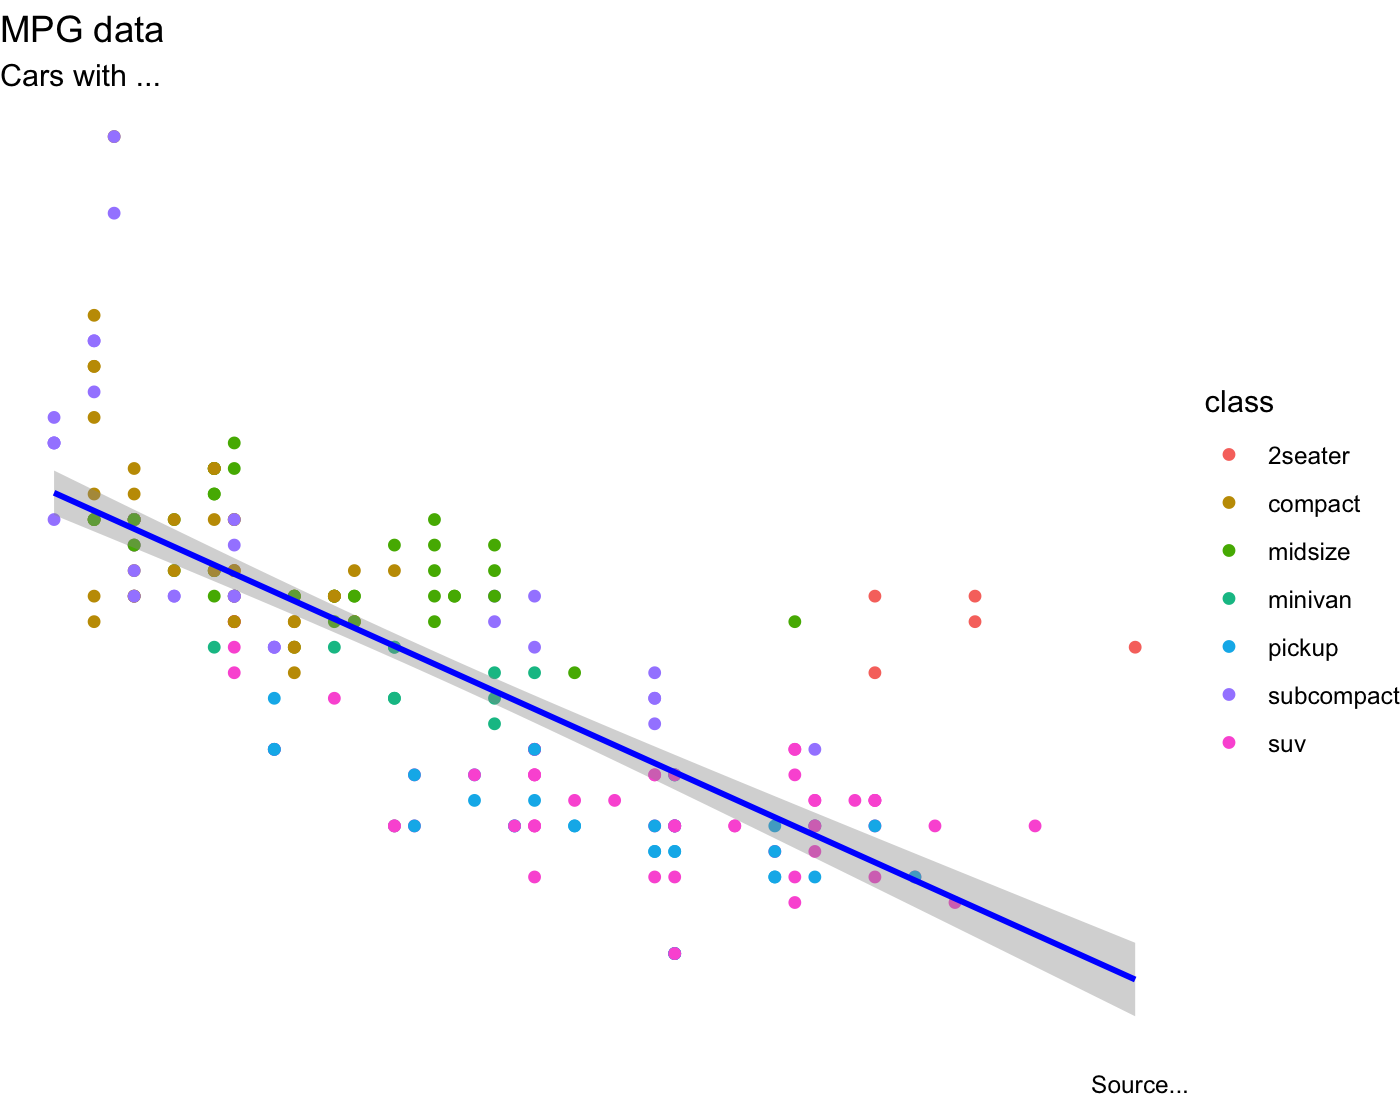 MPG data
Cars with ...
class
2seater
compact
midsize
minivan
pickup
subcompact
suv
Source...